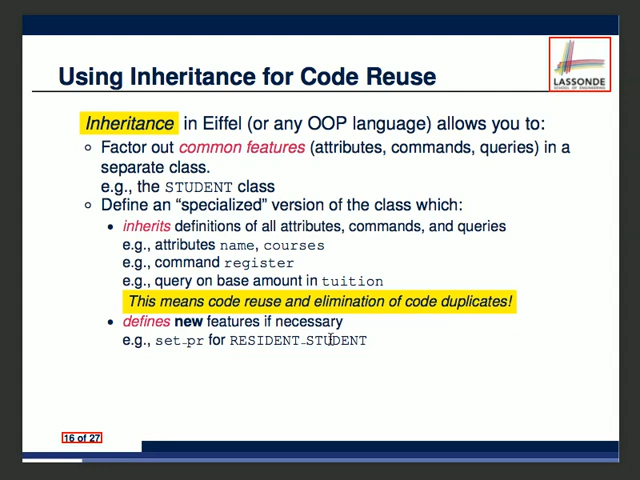 Using Inheritance for Code Reuse
LASSONDE
SCHOOL OF ENGINEERING
Inheritance in Eiffel (or any OOP language) allows you to:
Factor out common features (attributes, commands, queries) in a
separate class.
e.g., the STUDENT class
Define an “specialized” version of the class which:
inherits definitions of all attributes, commands, and queries
e.g., attributes name, courses
e.g., command register
e.g., query on base amount in tuition
This means code reuse and elimination of code duplicates!
defines new features if necessary
e.g., set_pr for RESIDENT_STUDENT
16 of 27